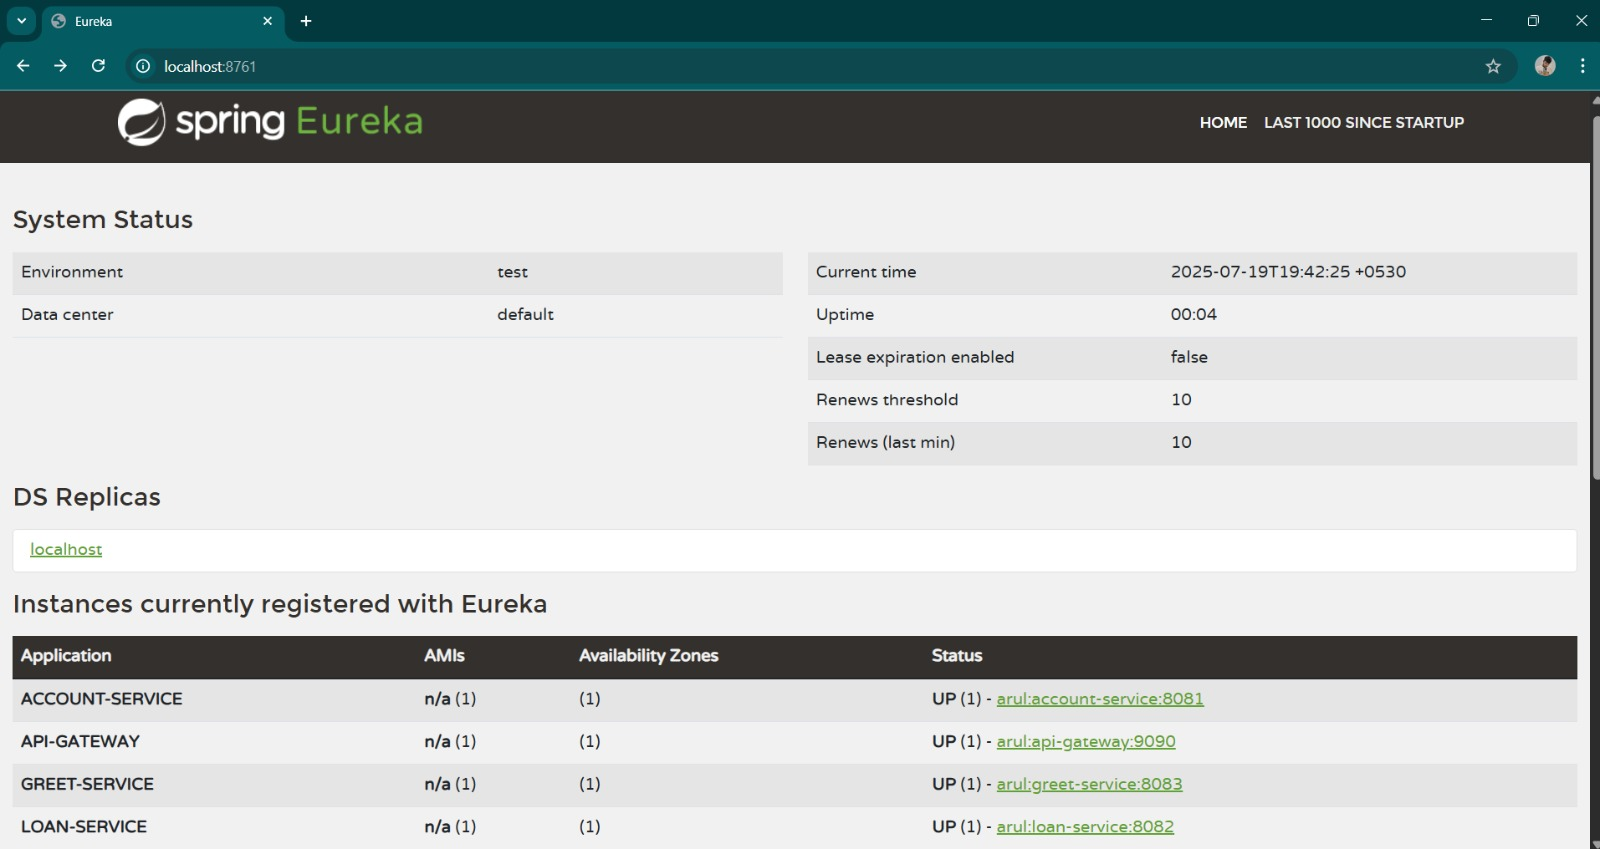 Eureka
localhost:8761
spring Eureka
HOME LAST 1000 SINCE STARTUP
System Status
Environment test
Data center default
Current time 2025-07-19T19:42:25 +0530
Uptime 00:04
Lease expiration enabled false
Renews threshold 10
Renews (last min) 10
DS Replicas
localhost
Instances currently registered with Eureka
Application AMIs Availability Zones Status
ACCOUNT-SERVICE n/a (1) (1) UP (1) - arul:account-service:8081
API-GATEWAY n/a (1) (1) UP (1) - arul:api-gateway:9090
GREET-SERVICE n/a (1) (1) UP (1) - arul:greet-service:8083
LOAN-SERVICE n/a (1) (1) UP (1) - arul:loan-service:8082